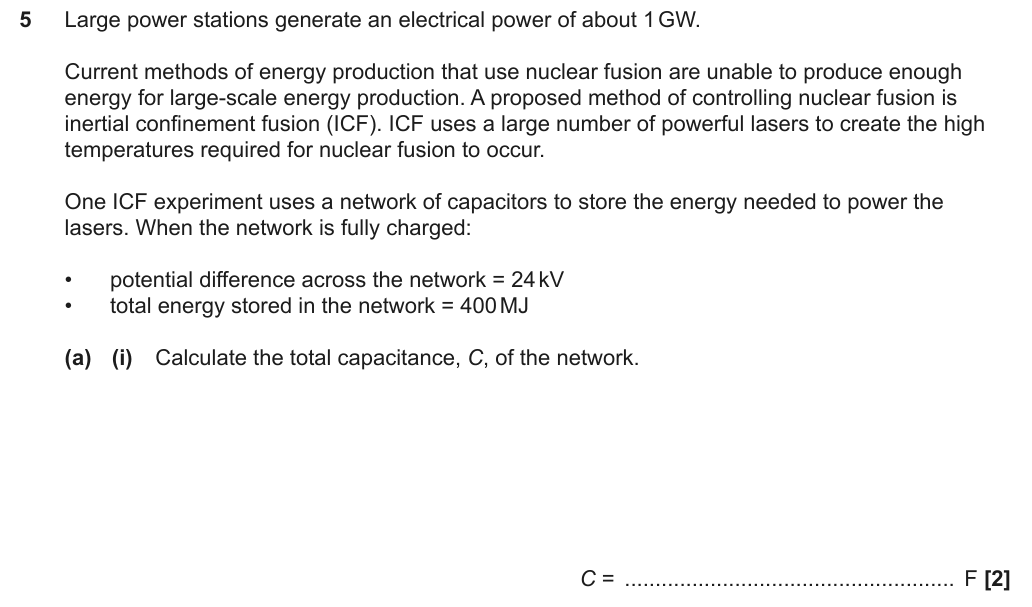 5 Large power stations generate an electrical power of about 1 GW.
Current methods of energy production that use nuclear fusion are unable to produce enough
energy for large-scale energy production. A proposed method of controlling nuclear fusion is
inertial confinement fusion (ICF). ICF uses a large number of powerful lasers to create the high
temperatures required for nuclear fusion to occur.
One ICF experiment uses a network of capacitors to store the energy needed to power the
lasers. When the network is fully charged:
• potential difference across the network = 24 kV
• total energy stored in the network = 400 MJ
(a) (i) Calculate the total capacitance, C, of the network.
C = ...................................................... F [2]